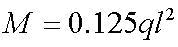 M = 0.125ql²